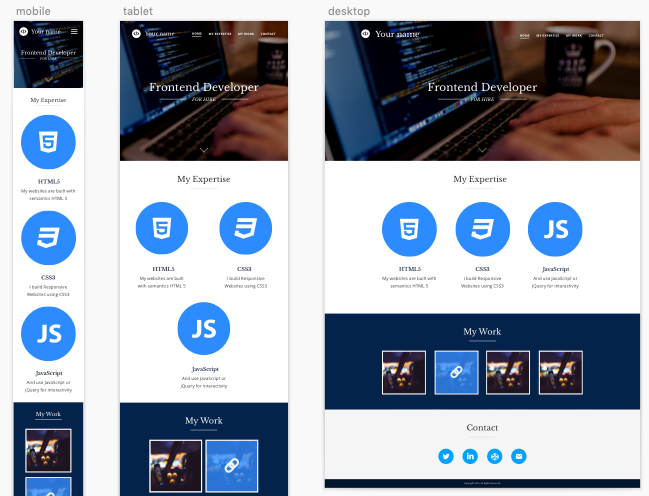 mobile
Your name
Frontend Developer
FOR HIRE
My Expertise
HTML5
My websites are built with
semantics HTML 5
CSS3
I build Responsive
Websites using CSS3
JS
JavaScript
And use JavaScript or
jQuery for interactivity
My Work
tablet
Your name
HOME MY EXPERTISE MY WORK CONTACT
Frontend Developer
FOR HIRE
My Expertise
HTML5
My websites are built
with semantics HTML 5
CSS3
I build Responsive
Websites using CSS3
JS
JavaScript
And use JavaScript or
jQuery for interactivity
My Work
desktop
Your name
HOME MY EXPERTISE MY WORK CONTACT
Frontend Developer
FOR HIRE
My Expertise
HTML5
My websites are built with
semantics HTML 5
CSS3
I build Responsive
Websites using CSS3
JS
JavaScript
And use JavaScript or
jQuery for interactivity
My Work
Contact